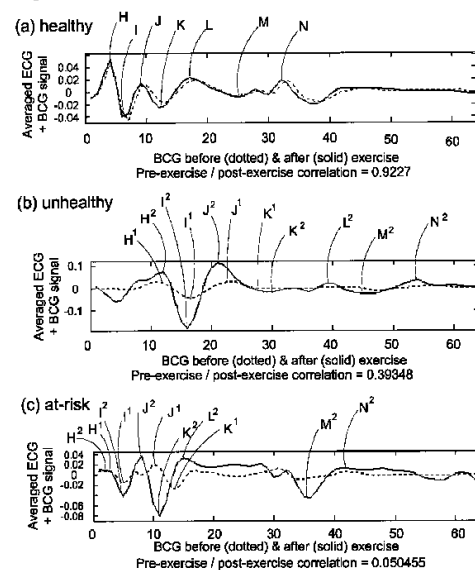 (a) healthy
H I J K L M N
Averaged ECG
+ BCG signal
0.04
0.02
0
-0.02
-0.04
0 10 20 30 40 50 60
BCG before (dotted) & after (solid) exercise
Pre-exercise / post-exercise correlation = 0.9227
(b) unhealthy
H¹ H² I² I¹ J² J¹ K¹ K² L² M² N²
Averaged ECG
+ BCG signal
0.1
0
-0.1
0 10 20 30 40 50 60
BCG before (dotted) & after (solid) exercise
Pre-exercise / post-exercise correlation = 0.39348
(c) at-risk
H² H¹ I² I¹ J² J¹ K² L² K¹ M² N²
Averaged ECG
+ BCG signal
0.04
0.02
0
-0.02
-0.04
-0.06
-0.08
0 10 20 30 40 50 60
BCG before (dotted) & after (solid) exercise
Pre-exercise / post-exercise correlation = 0.050455